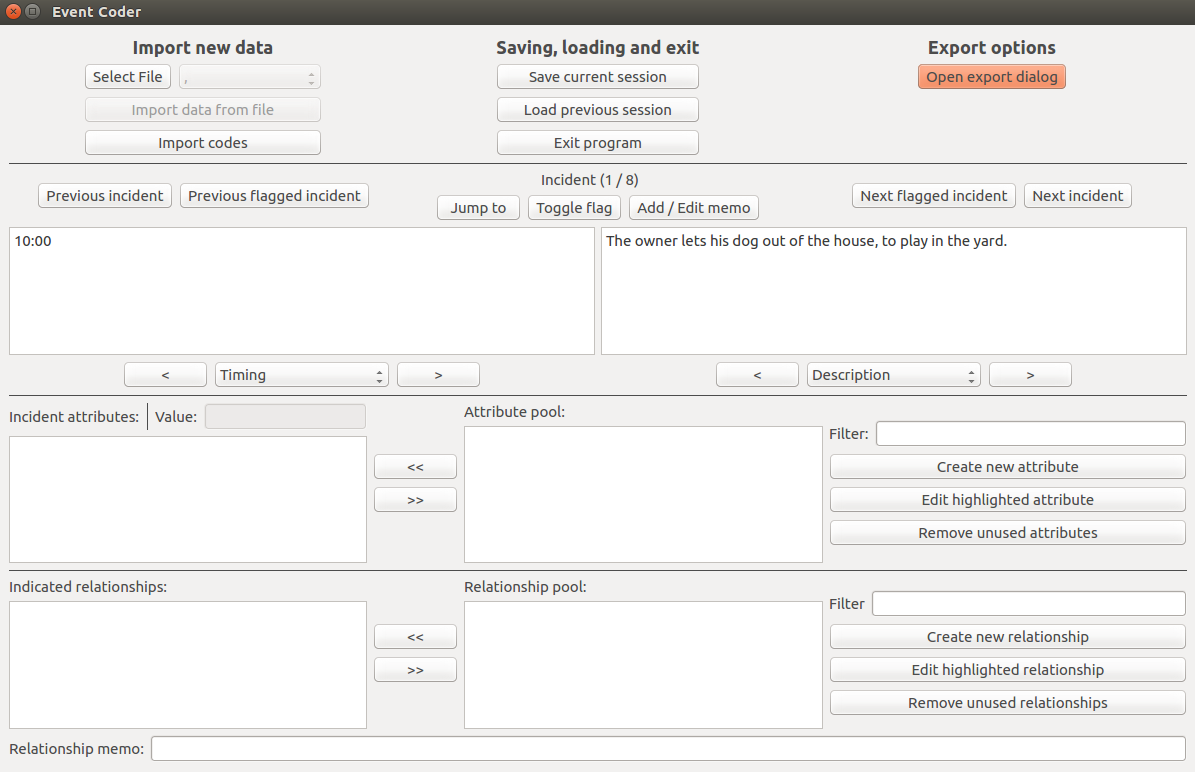 Event Coder
Import new data
Saving, loading and exit
Export options
Select File
,
Save current session
Open export dialog
Import data from file
Load previous session
Import codes
Exit program
Incident (1 / 8)
Previous incident
Previous flagged incident
Jump to
Toggle flag
Add / Edit memo
Next flagged incident
Next incident
10:00
The owner lets his dog out of the house, to play in the yard.
<
Timing
>
<
Description
>
Incident attributes:
Value:
Attribute pool:
Filter:
<<
Create new attribute
>>
Edit highlighted attribute
Remove unused attributes
Indicated relationships:
Relationship pool:
Filter
<<
Create new relationship
>>
Edit highlighted relationship
Remove unused relationships
Relationship memo: